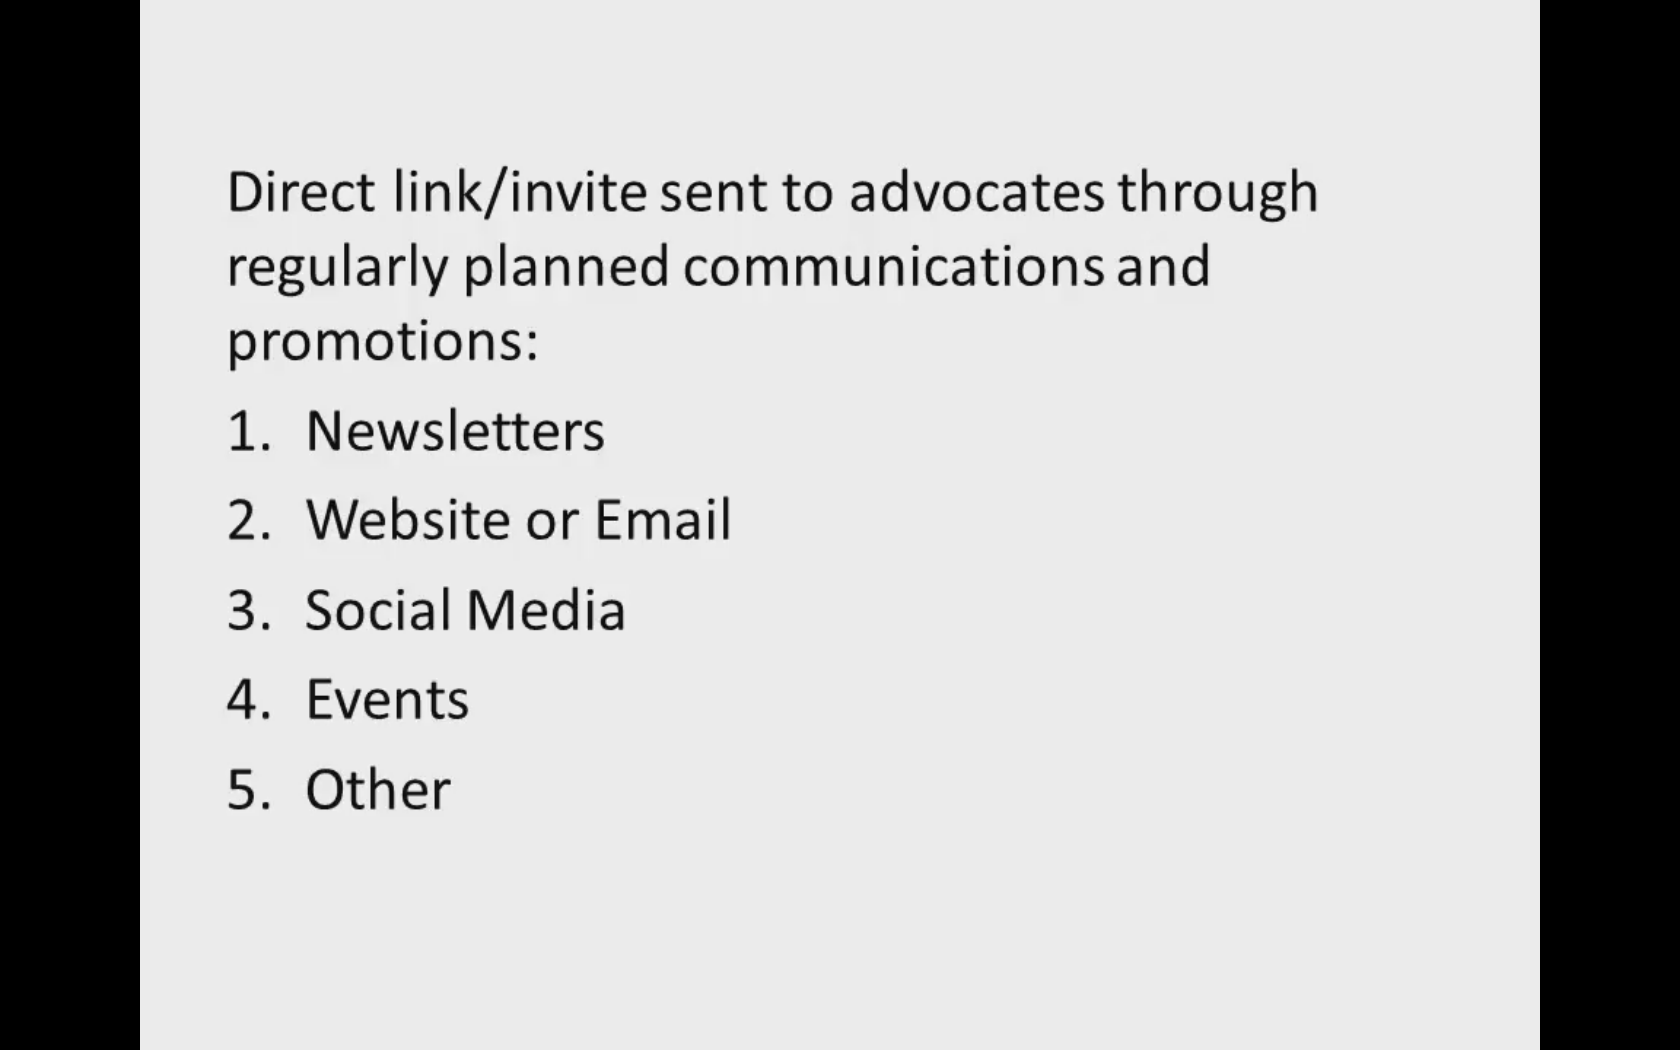 Direct link/invite sent to advocates through
regularly planned communications and
promotions:
1. Newsletters
2. Website or Email
3. Social Media
4. Events
5. Other